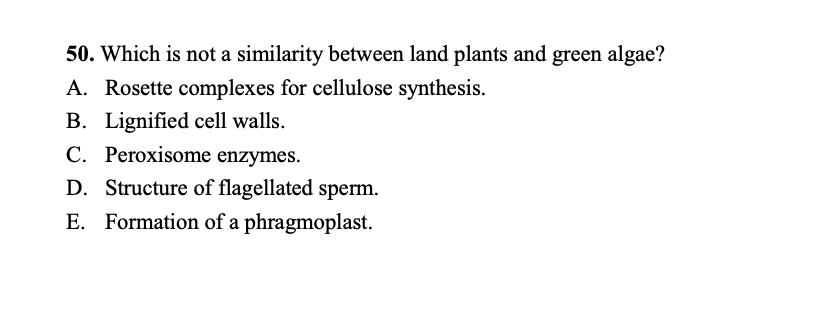 50. Which is not a similarity between land plants and green algae?
A. Rosette complexes for cellulose synthesis.
B. Lignified cell walls.
C. Peroxisome enzymes.
D. Structure of flagellated sperm.
E. Formation of a phragmoplast.